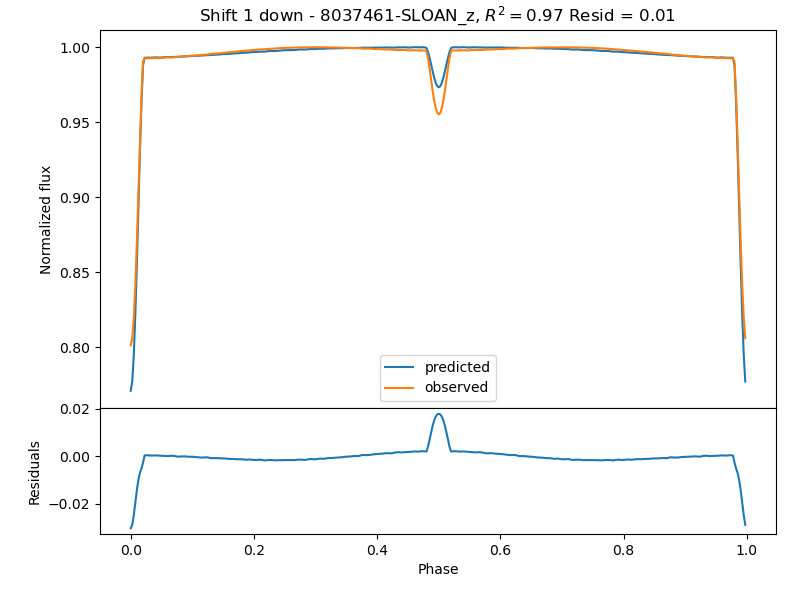 Shift 1 down - 8037461-SLOAN_z, R² = 0.97 Resid = 0.01
1.00
0.95
0.90
0.85
0.80
Normalized flux
predicted
observed
0.02
0.00
−0.02
Residuals
0.0 0.2 0.4 0.6 0.8 1.0
Phase